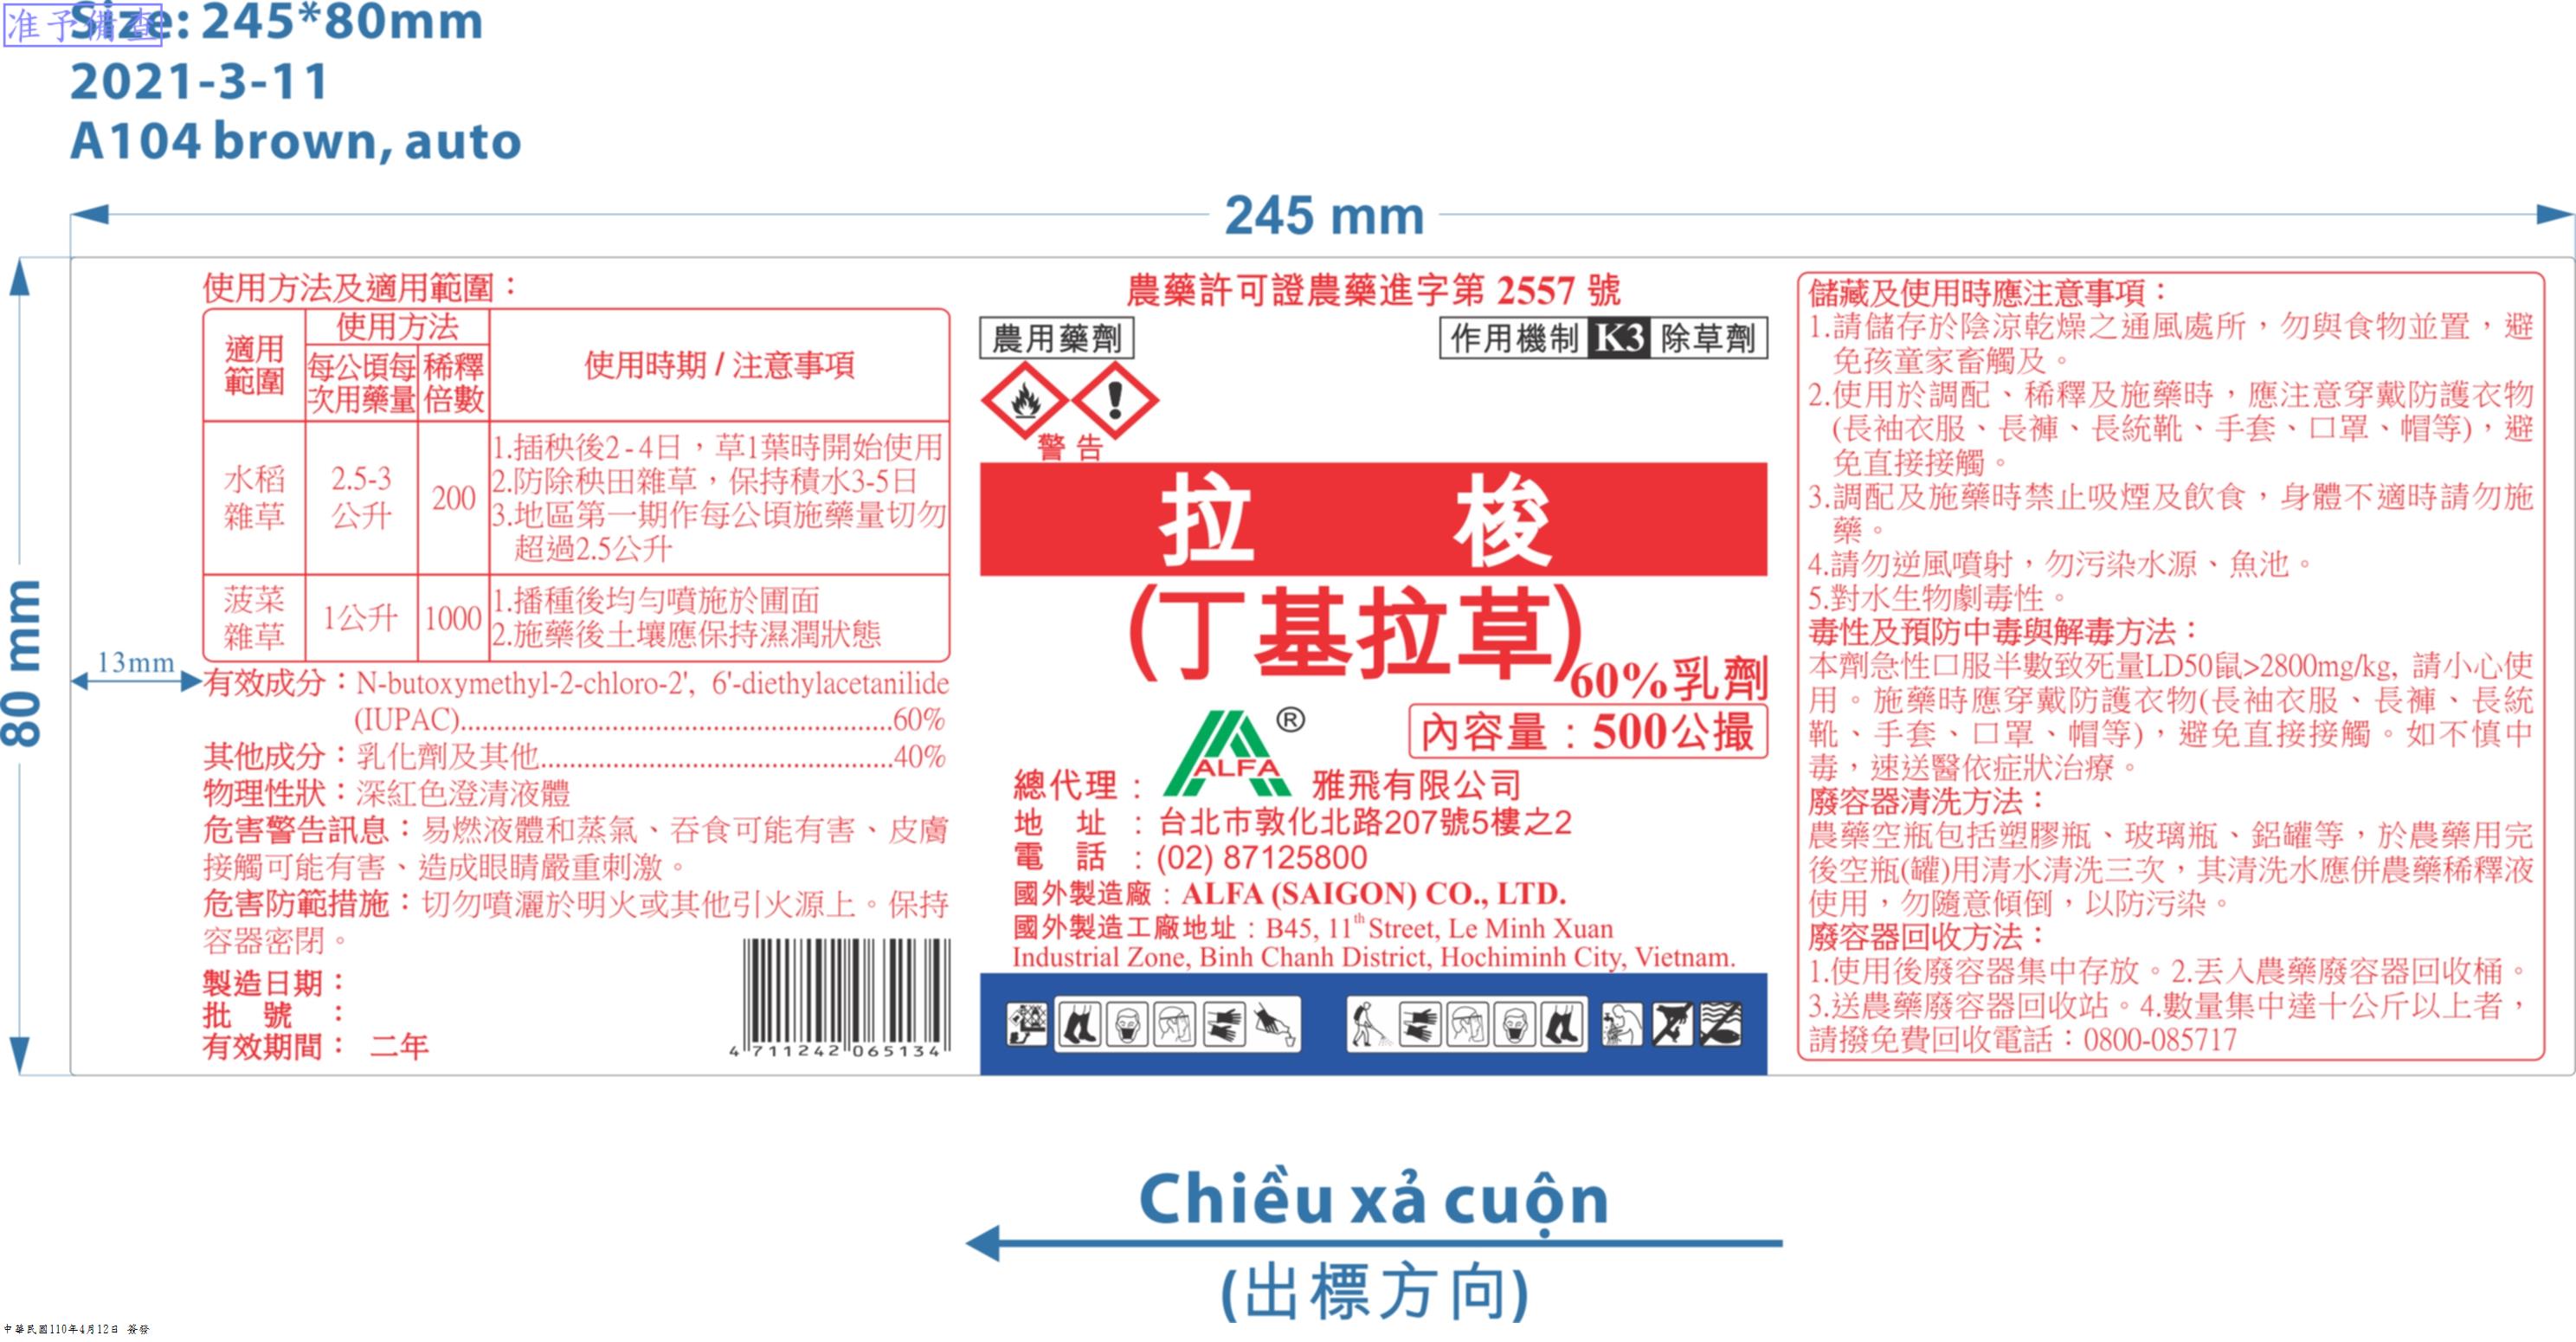 准予備查
Size: 245*80mm
2021-3-11
A104 brown, auto
245 mm
80 mm
13mm
使用方法及適用範圍：
適用範圍
使用方法
每公頃每次用藥量
稀釋倍數
使用時期 / 注意事項
水稻雜草
2.5-3公升
200
1.插秧後2-4日，草1葉時開始使用
2.防除秧田雜草，保持積水3-5日
3.地區第一期作每公頃施藥量切勿
超過2.5公升
菠菜雜草
1公升
1000
1.播種後均勻噴施於圃面
2.施藥後土壤應保持濕潤狀態
有效成分：N-butoxymethyl-2-chloro-2', 6'-diethylacetanilide
(IUPAC)............................................................60%
其他成分：乳化劑及其他.................................................40%
物理性狀：深紅色澄清液體
危害警告訊息：易燃液體和蒸氣、吞食可能有害、皮膚
接觸可能有害、造成眼睛嚴重刺激。
危害防範措施：切勿噴灑於明火或其他引火源上。保持
容器密閉。
製造日期：
批 號 ：
有效期間： 二年
4 711242 065134
農藥許可證農藥進字第 2557 號
農用藥劑
作用機制 K3 除草劑
警告
拉 梭
(丁基拉草)
60%乳劑
ALFA ®
內容量：500公撮
總代理： 雅飛有限公司
地 址 ：台北市敦化北路207號5樓之2
電 話 ：(02) 87125800
國外製造廠：ALFA (SAIGON) CO., LTD.
國外製造工廠地址：B45, 11th Street, Le Minh Xuan
Industrial Zone, Binh Chanh District, Hochiminh City, Vietnam.
儲藏及使用時應注意事項：
1.請儲存於陰涼乾燥之通風處所，勿與食物並置，避
免孩童家畜觸及。
2.使用於調配、稀釋及施藥時，應注意穿戴防護衣物
(長袖衣服、長褲、長統靴、手套、口罩、帽等)，避
免直接接觸。
3.調配及施藥時禁止吸煙及飲食，身體不適時請勿施
藥。
4.請勿逆風噴射，勿污染水源、魚池。
5.對水生物劇毒性。
毒性及預防中毒與解毒方法：
本劑急性口服半數致死量LD50鼠>2800mg/kg, 請小心使
用。施藥時應穿戴防護衣物(長袖衣服、長褲、長統
靴、手套、口罩、帽等)，避免直接接觸。如不慎中
毒，速送醫依症狀治療。
廢容器清洗方法：
農藥空瓶包括塑膠瓶、玻璃瓶、鋁罐等，於農藥用完
後空瓶(罐)用清水清洗三次，其清洗水應併農藥稀釋液
使用，勿隨意傾倒，以防污染。
廢容器回收方法：
1.使用後廢容器集中存放。2.丟入農藥廢容器回收桶。
3.送農藥廢容器回收站。4.數量集中達十公斤以上者，
請撥免費回收電話：0800-085717
Chiều xả cuộn
(出標方向)
中華民國110年4月12日 簽發